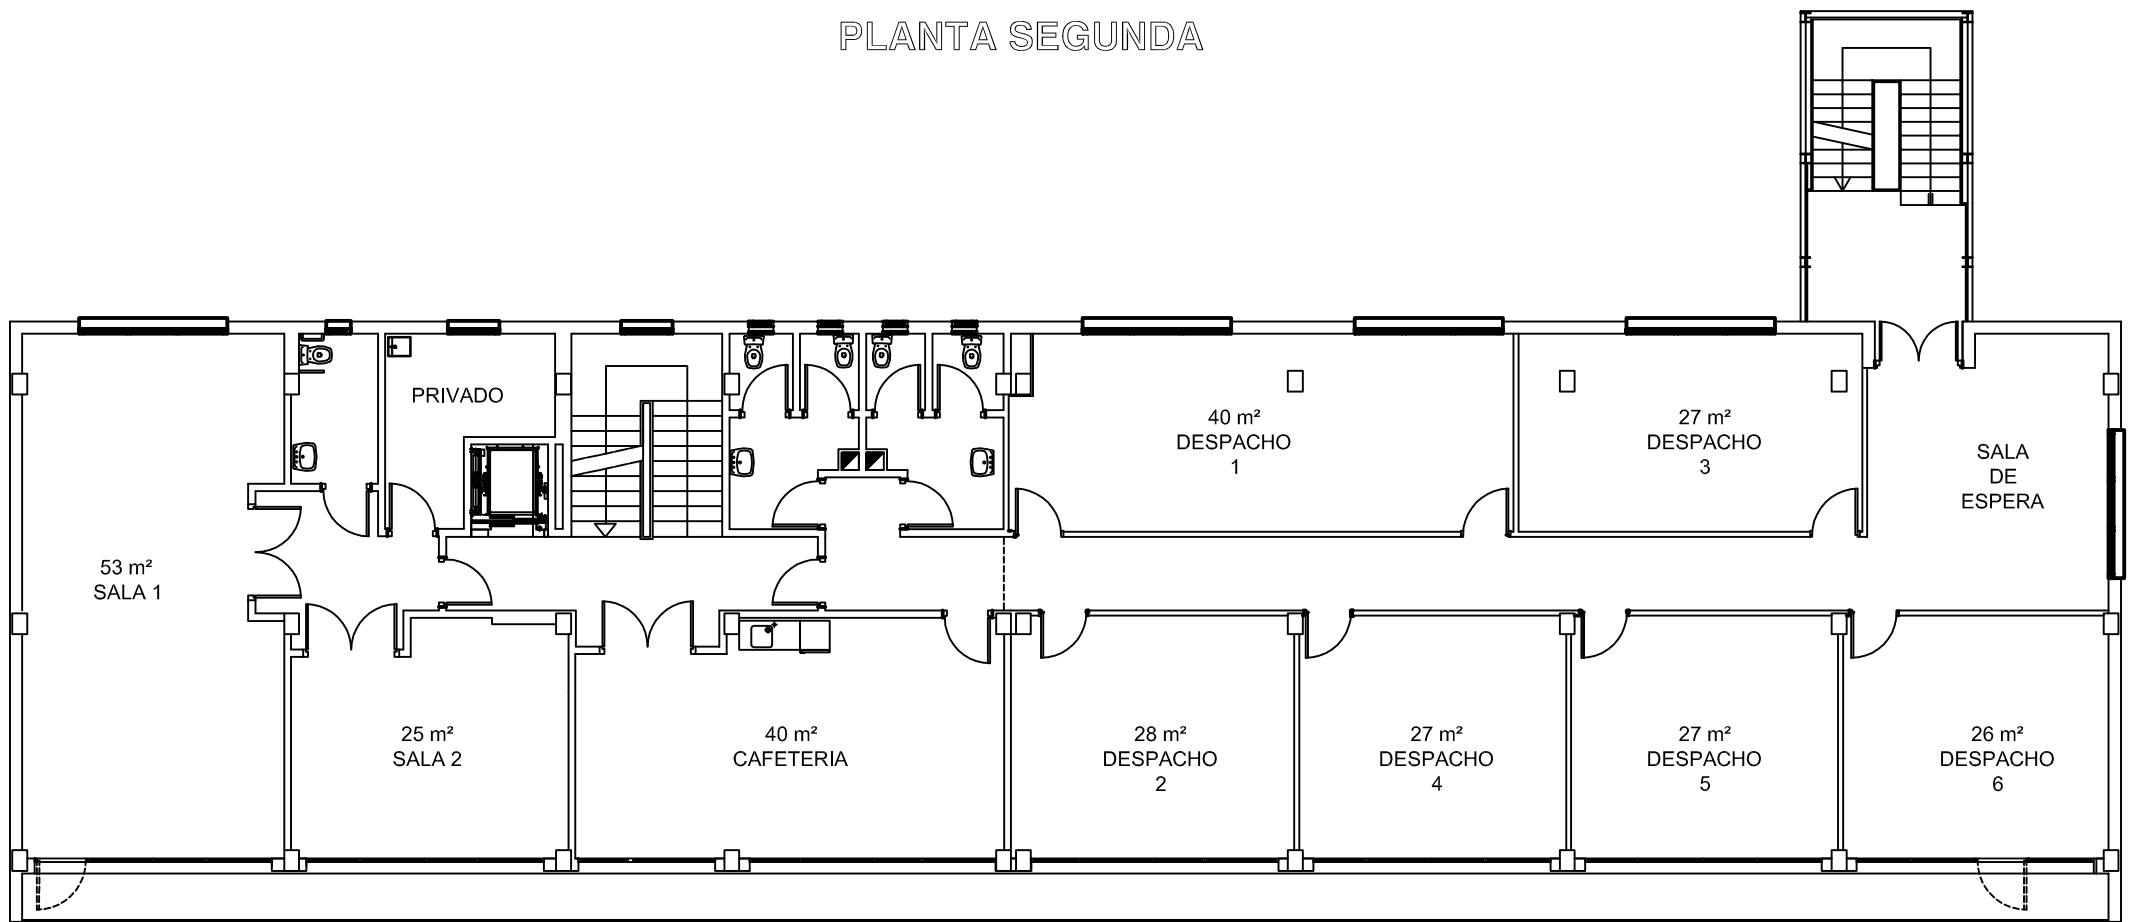 PLANTA SEGUNDA
PRIVADO
40 m²
DESPACHO
1
27 m²
DESPACHO
3
SALA
DE
ESPERA
53 m²
SALA 1
25 m²
SALA 2
40 m²
CAFETERIA
28 m²
DESPACHO
2
27 m²
DESPACHO
4
27 m²
DESPACHO
5
26 m²
DESPACHO
6